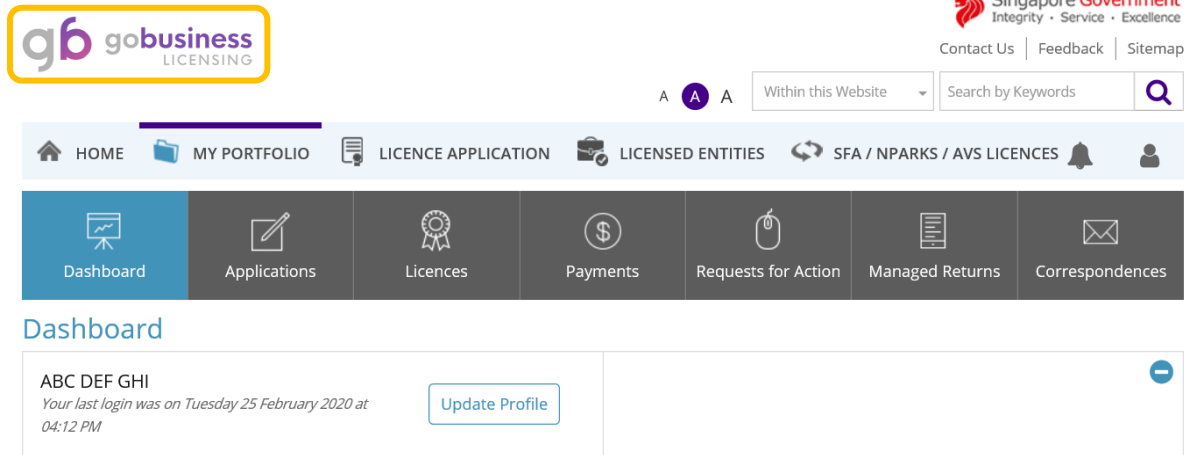 Singapore Government
Integrity · Service · Excellence
gb gobusiness
LICENSING
Contact Us | Feedback | Sitemap
A A A Within this Website Search by Keywords
HOME MY PORTFOLIO LICENCE APPLICATION LICENSED ENTITIES SFA / NPARKS / AVS LICENCES
Dashboard Applications Licences Payments Requests for Action Managed Returns Correspondences
Dashboard
ABC DEF GHI
Your last login was on Tuesday 25 February 2020 at
04:12 PM
Update Profile